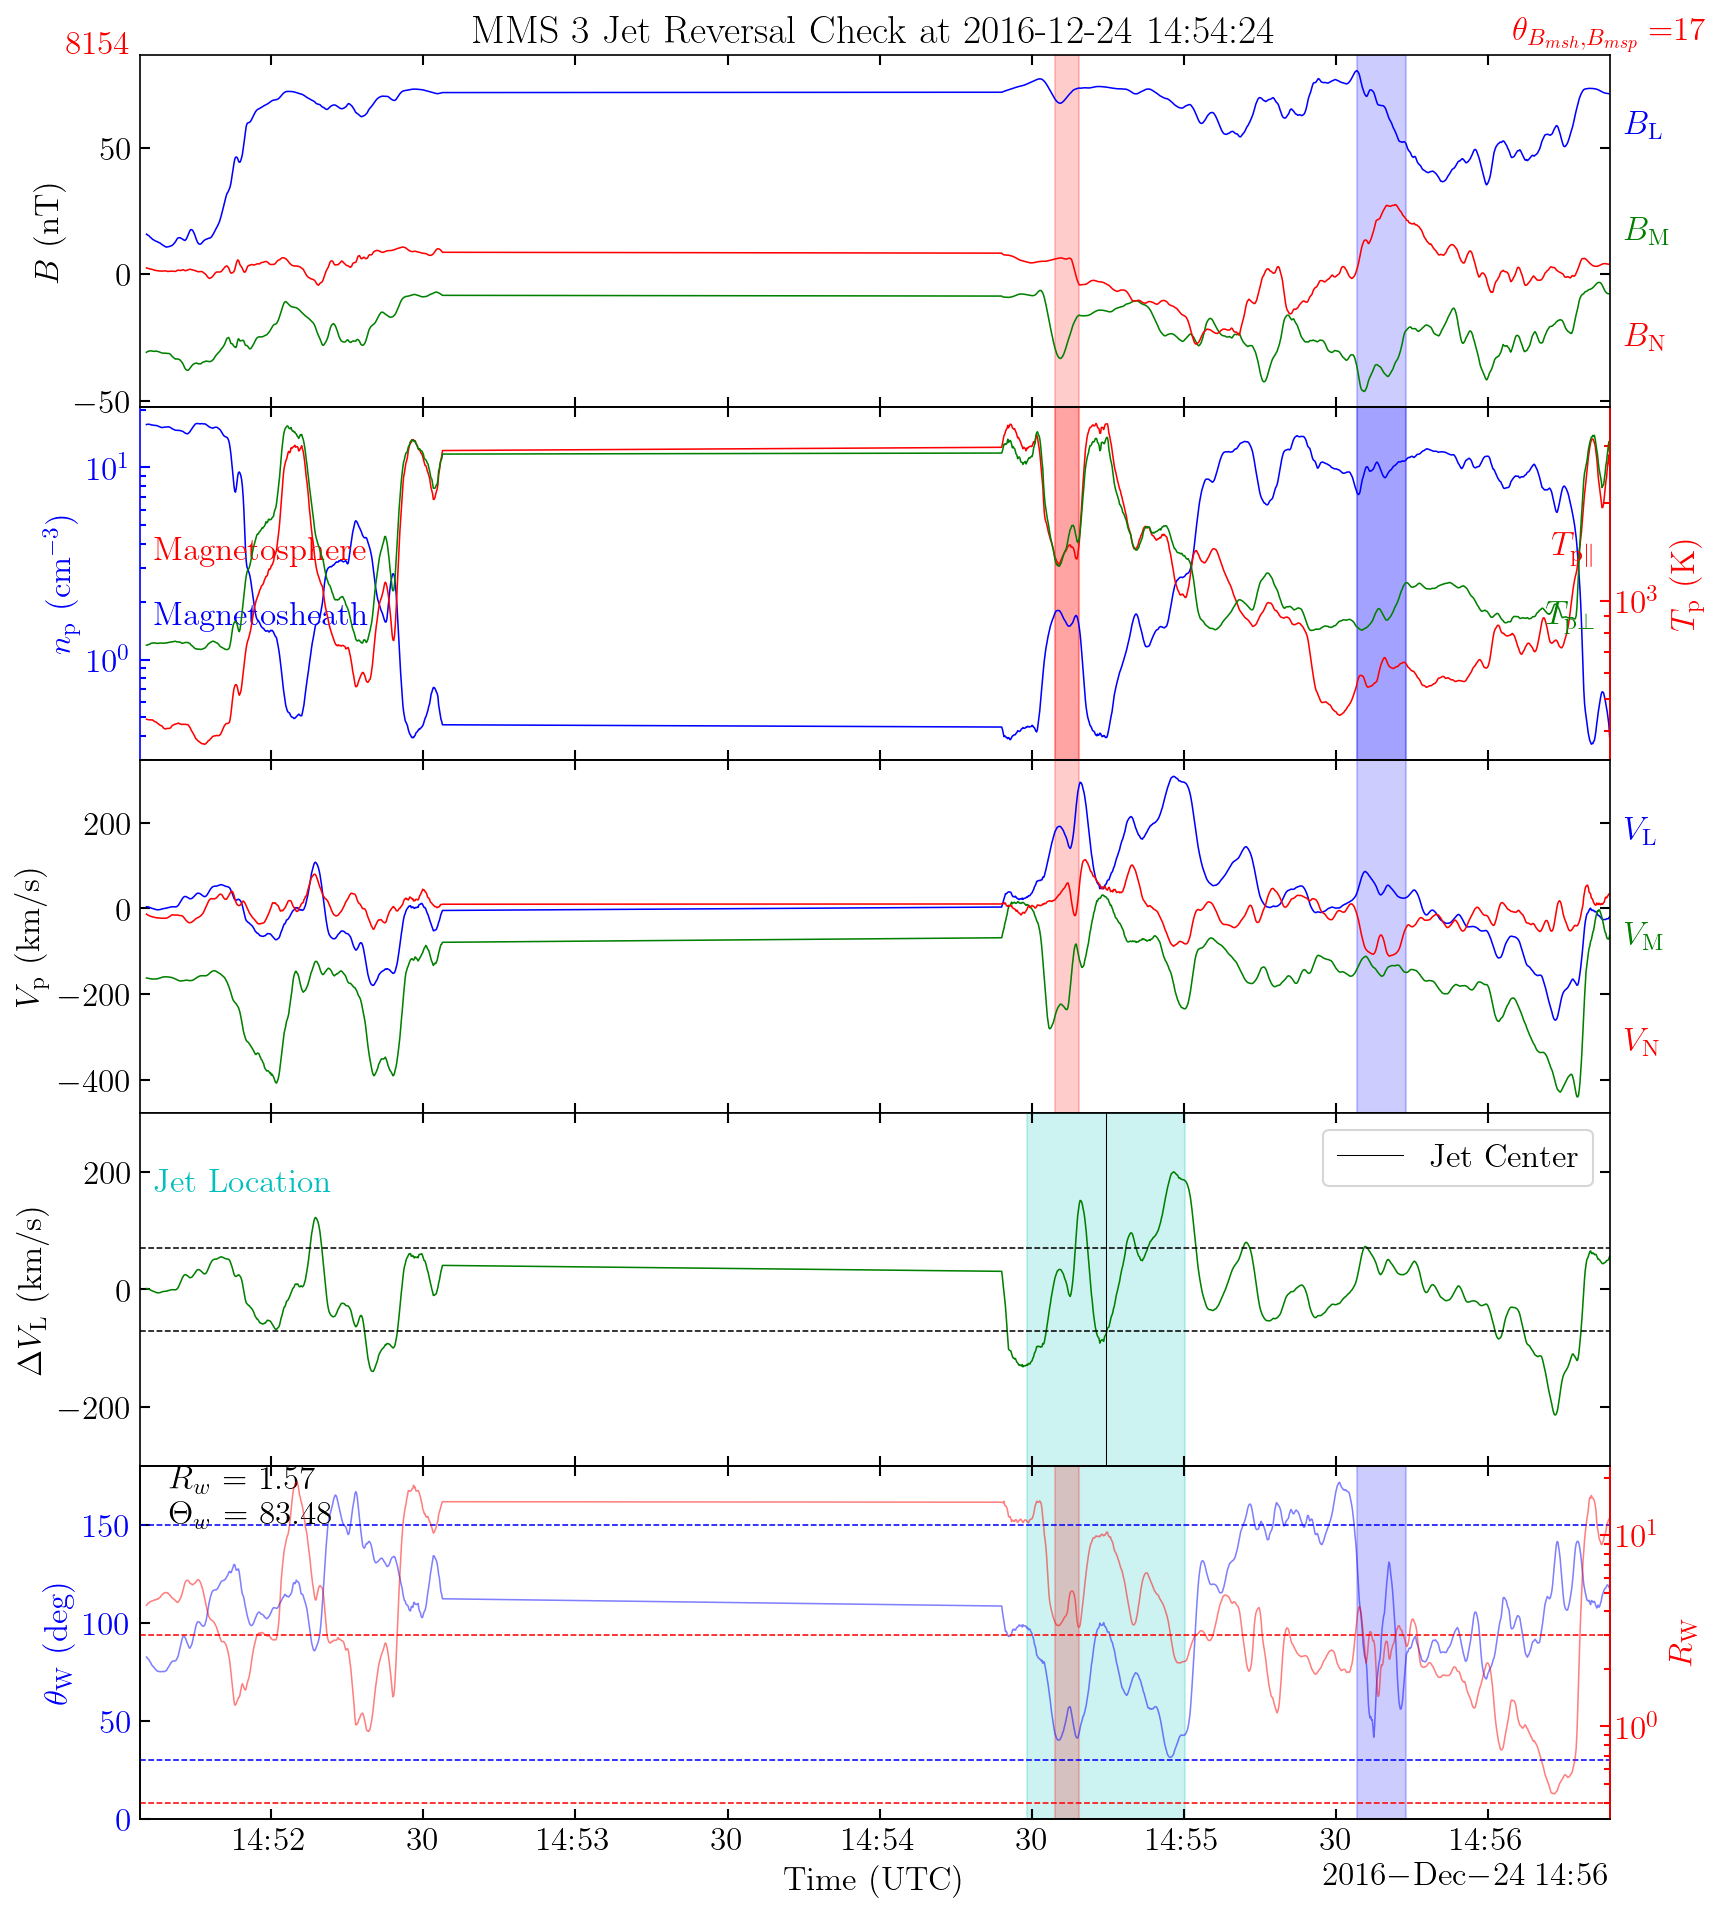 MMS 3 Jet Reversal Check at 2016-12-24 14:54:24
8154
θ_{B_{msh},B_{msp}} =17
50
0
−50
B (nT)
B_L
B_M
B_N
10^1
10^0
n_p (cm^{−3})
Magnetosphere
Magnetosheath
T_{p∥}
T_{p⊥}
10^3
T_p (K)
200
0
−200
−400
V_p (km/s)
V_L
V_M
V_N
Jet Location
Jet Center
200
0
−200
ΔV_L (km/s)
R_w = 1.57
Θ_w = 83.48
150
100
50
0
θ_W (deg)
10^1
10^0
R_W
14:52 30 14:53 30 14:54 30 14:55 30 14:56
Time (UTC)
2016−Dec−24 14:56